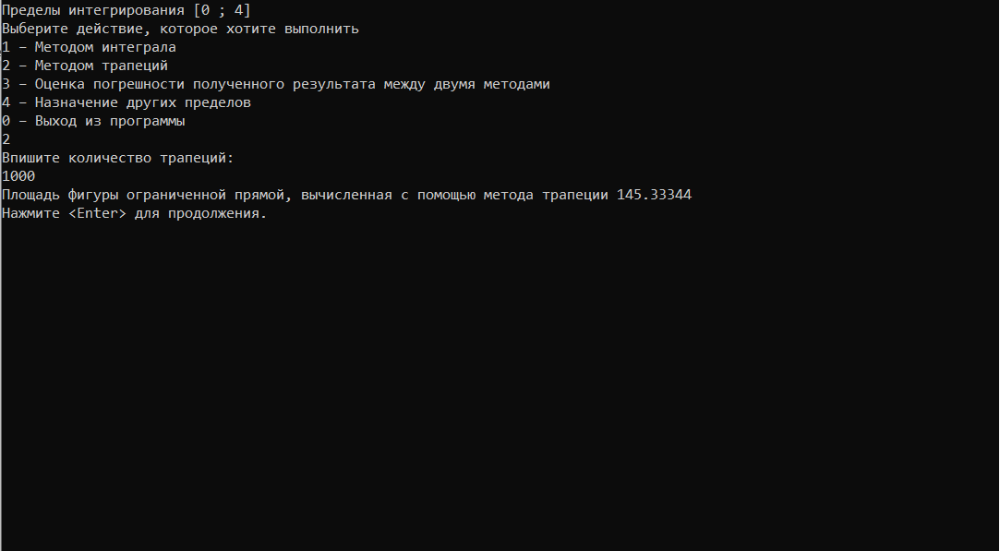 Пределы интегрирования [0 ; 4]
Выберите действие, которое хотите выполнить
1 – Методом интеграла
2 – Методом трапеций
3 – Оценка погрешности полученного результата между двумя методами
4 – Назначение других пределов
0 – Выход из программы
2
Впишите количество трапеций:
1000
Площадь фигуры ограниченной прямой, вычисленная с помощью метода трапеции 145.33344
Нажмите <Enter> для продолжения.